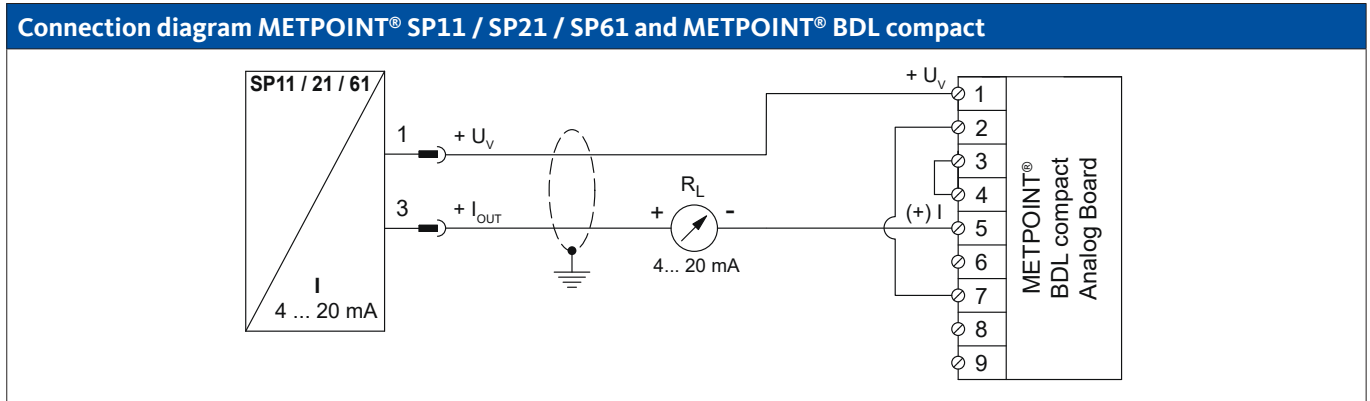 Connection diagram METPOINT® SP11 / SP21 / SP61 and METPOINT® BDL compact
SP11 / 21 / 61
1
+ Uv
3
+ IOUT
I
4 ... 20 mA
RL
+
-
4... 20 mA
+ Uv
(+) I
1
2
3
4
5
6
7
8
9
METPOINT®
BDL compact
Analog Board